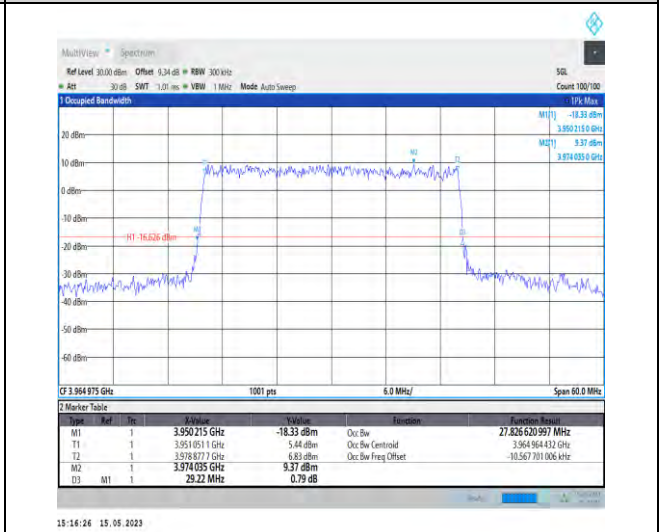 MultiView Spectrum
Ref Level 30.00 dBm Offset 9.34 dB RBW 300 kHz SGL
Att 30 dB SWT 1.01 ms VBW 1 MHz Mode Auto Sweep Count 100/100
1 Occupied Bandwidth 1Pk Max
M1[1] -18.33 dBm
3.950 215 0 GHz
M2[1] 9.37 dBm
3.974 035 0 GHz
20 dBm
10 dBm
0 dBm
-10 dBm
H1 -16.626 dBm
-20 dBm
-30 dBm
-40 dBm
-50 dBm
-60 dBm
CF 3.964 975 GHz 1001 pts 6.0 MHz/ Span 60.0 MHz
2 Marker Table
Type Ref Trc X-Value Y-Value Function Function Result
M1 1 3.950215 GHz -18.33 dBm Occ Bw 27.826 620 997 MHz
T1 1 3.951 051 1 GHz 5.44 dBm Occ Bw Centroid 3.964 964 432 GHz
T2 1 3.978 877 7 GHz 6.83 dBm Occ Bw Freq Offset -10.567 701 006 kHz
M2 1 3.974 035 GHz 9.37 dBm
D3 M1 1 29.22 MHz 0.79 dB
15:16:26 15.05.2023